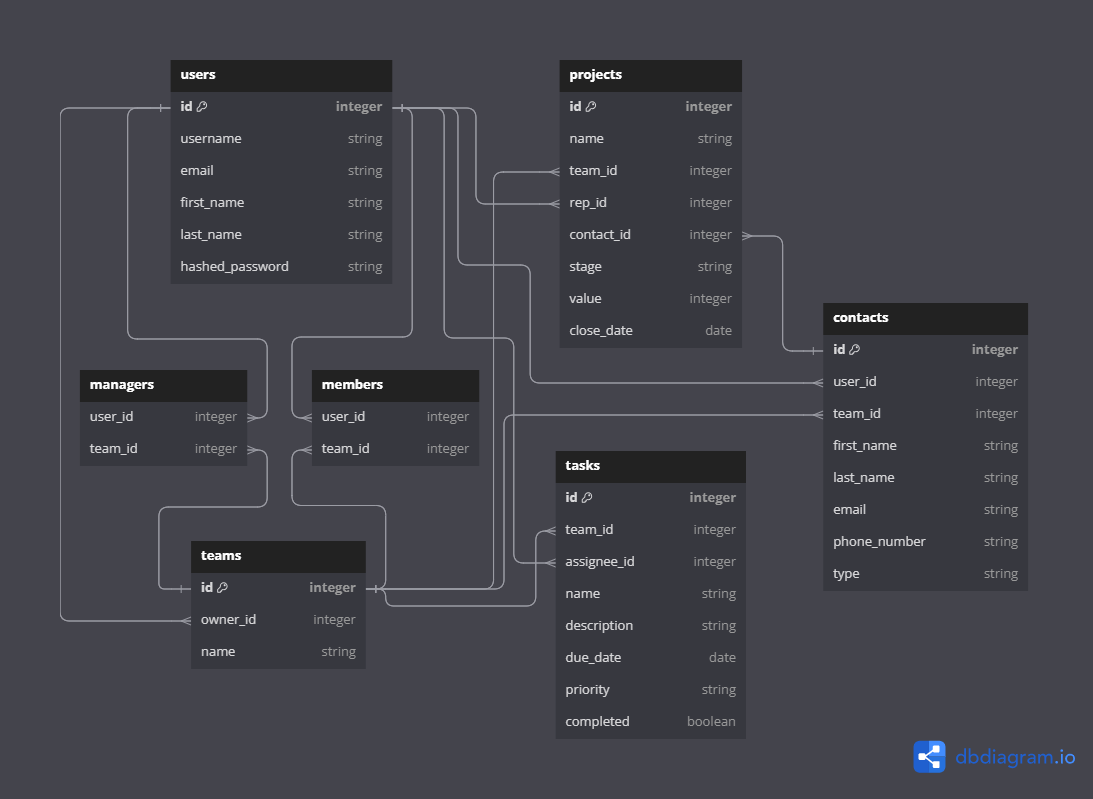 users
id integer
username string
email string
first_name string
last_name string
hashed_password string
projects
id integer
name string
team_id integer
rep_id integer
contact_id integer
stage string
value integer
close_date date
contacts
id integer
user_id integer
team_id integer
first_name string
last_name string
email string
phone_number string
type string
managers
user_id integer
team_id integer
members
user_id integer
team_id integer
tasks
id integer
team_id integer
assignee_id integer
name string
description string
due_date date
priority string
completed boolean
teams
id integer
owner_id integer
name string
dbdiagram.io